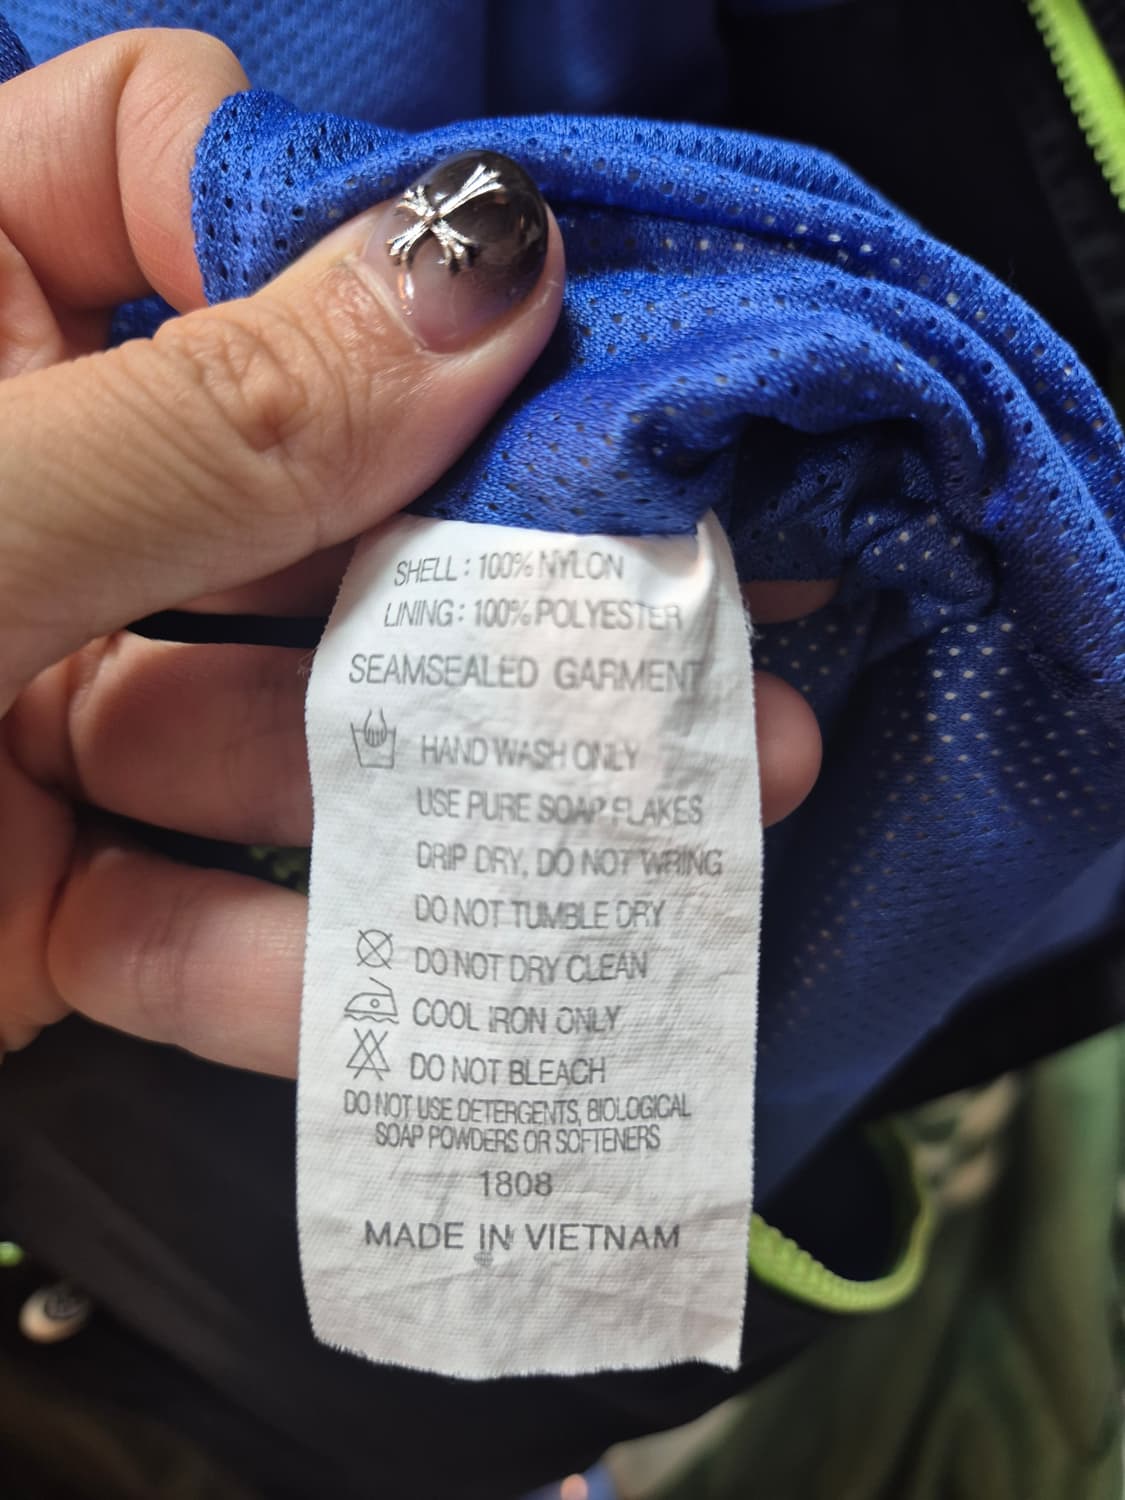 SHELL : 100% NYLON
LINING : 100% POLYESTER
SEAMSEALED GARMENT
HAND WASH ONLY
USE PURE SOAP FLAKES
DRIP DRY, DO NOT WRING
DO NOT TUMBLE DRY
DO NOT DRY CLEAN
COOL IRON ONLY
DO NOT BLEACH
DO NOT USE DETERGENTS, BIOLOGICAL
SOAP POWDERS OR SOFTENERS
1808
MADE IN VIETNAM